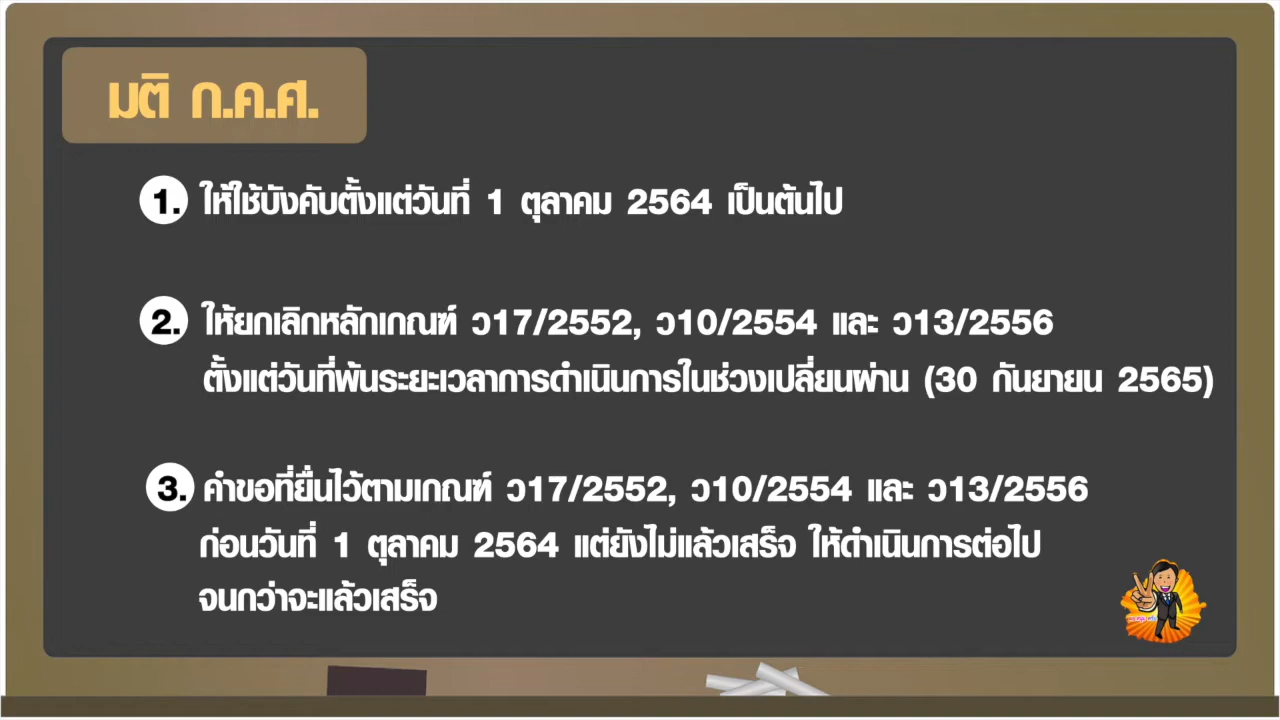 มติ ก.ค.ศ.
1. ให้ใช้บังคับตั้งแต่วันที่ 1 ตุลาคม 2564 เป็นต้นไป
2. ให้ยกเลิกหลักเกณฑ์ ว17/2552, ว10/2554 และ ว13/2556
ตั้งแต่วันที่พ้นระยะเวลาการดำเนินการในช่วงเปลี่ยนผ่าน (30 กันยายน 2565)
3. คำขอที่ยื่นไว้ตามเกณฑ์ ว17/2552, ว10/2554 และ ว13/2556
ก่อนวันที่ 1 ตุลาคม 2564 แต่ยังไม่แล้วเสร็จ ให้ดำเนินการต่อไป
จนกว่าจะแล้วเสร็จ